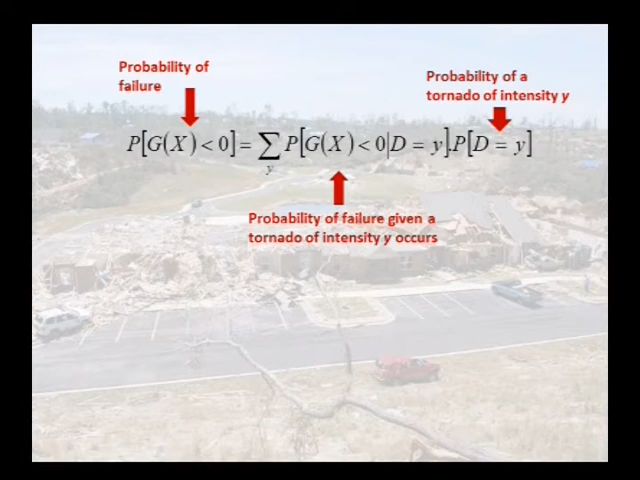 Probability of
failure
Probability of a
tornado of intensity y
P[G(X) < 0] = ∑ P[G(X) < 0|D = y].P[D = y]
y
Probability of failure given a
tornado of intensity y occurs